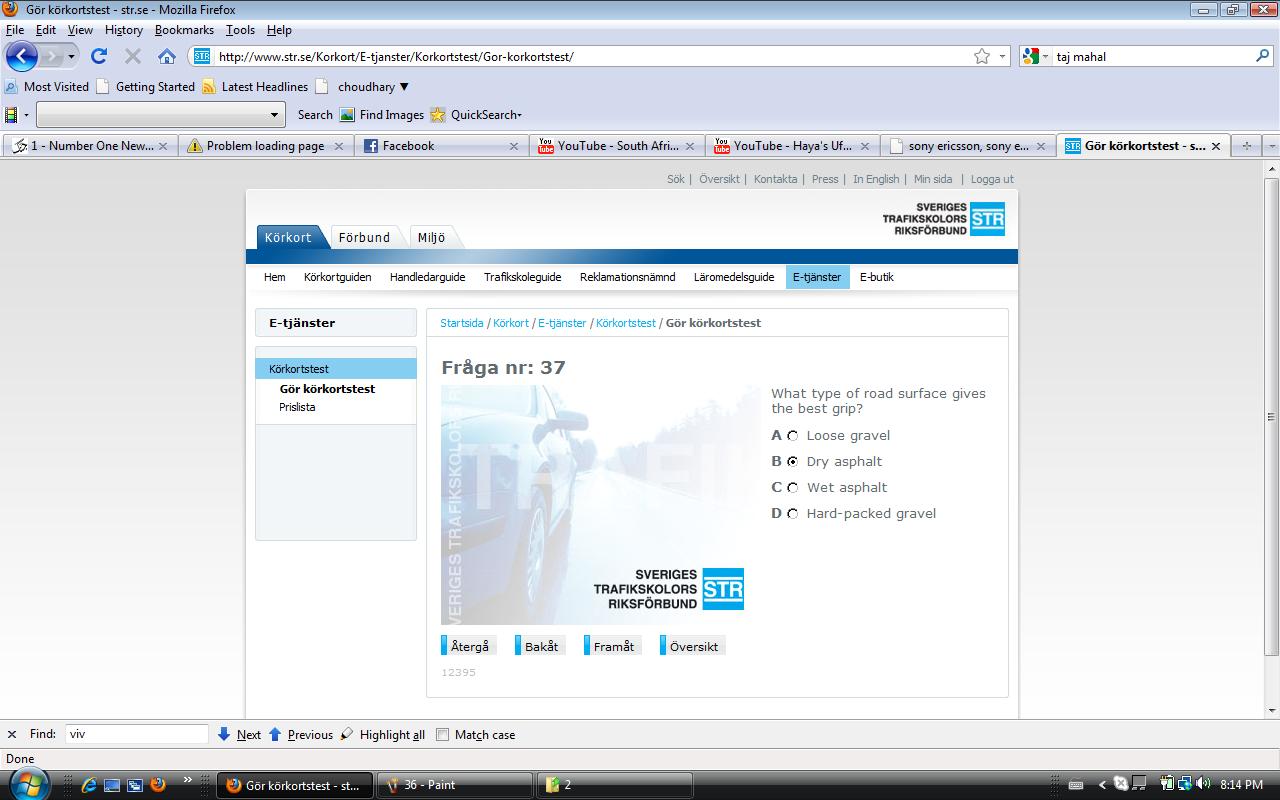 Gör körkortstest - str.se - Mozilla Firefox
File Edit View History Bookmarks Tools Help
STR http://www.str.se/Korkort/E-tjanster/Korkortstest/Gor-korkortstest/ taj mahal
Most Visited Getting Started Latest Headlines choudhary
Search Find Images QuickSearch
1 - Number One New... Problem loading page Facebook YouTube - South Afri... YouTube - Haya's Uf... sony ericsson, sony e... Gör körkortstest - s...
Sök | Översikt | Kontakta | Press | In English | Min sida | Logga ut
SVERIGES
TRAFIKSKOLORS STR
RIKSFÖRBUND
Körkort Förbund Miljö
Hem Körkortguiden Handledarguide Trafikskoleguide Reklamationsnämnd Läromedelsguide E-tjänster E-butik
E-tjänster
Körkortstest
Gör körkortstest
Prislista
Startsida / Körkort / E-tjänster / Körkortstest / Gör körkortstest
Fråga nr: 37
What type of road surface gives
the best grip?
A Loose gravel
B Dry asphalt
C Wet asphalt
D Hard-packed gravel
SVERIGES TRAFIKSKOLORS R
TRAFIK
SVERIGES
TRAFIKSKOLORS STR
RIKSFÖRBUND
Återgå Bakåt Framåt Översikt
12395
Find: viv Next Previous Highlight all Match case
Done
Gör körkortstest - st... 36 - Paint 2 8:14 PM